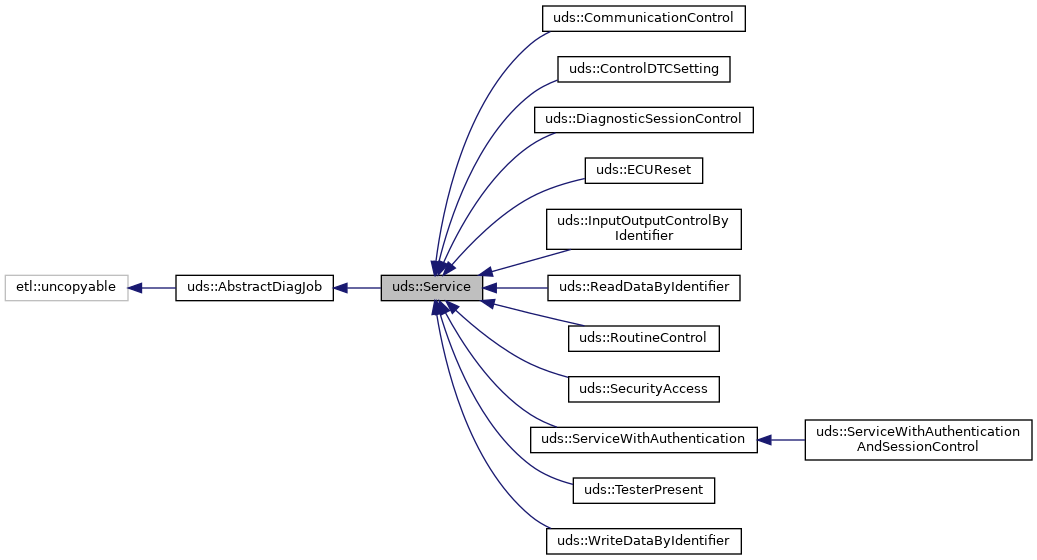 uds::CommunicationControl
uds::ControlDTCSetting
uds::DiagnosticSessionControl
uds::ECUReset
uds::InputOutputControlBy
Identifier
etl::uncopyable
uds::AbstractDiagJob
uds::Service
uds::ReadDataByIdentifier
uds::RoutineControl
uds::SecurityAccess
uds::ServiceWithAuthentication
uds::ServiceWithAuthentication
AndSessionControl
uds::TesterPresent
uds::WriteDataByIdentifier